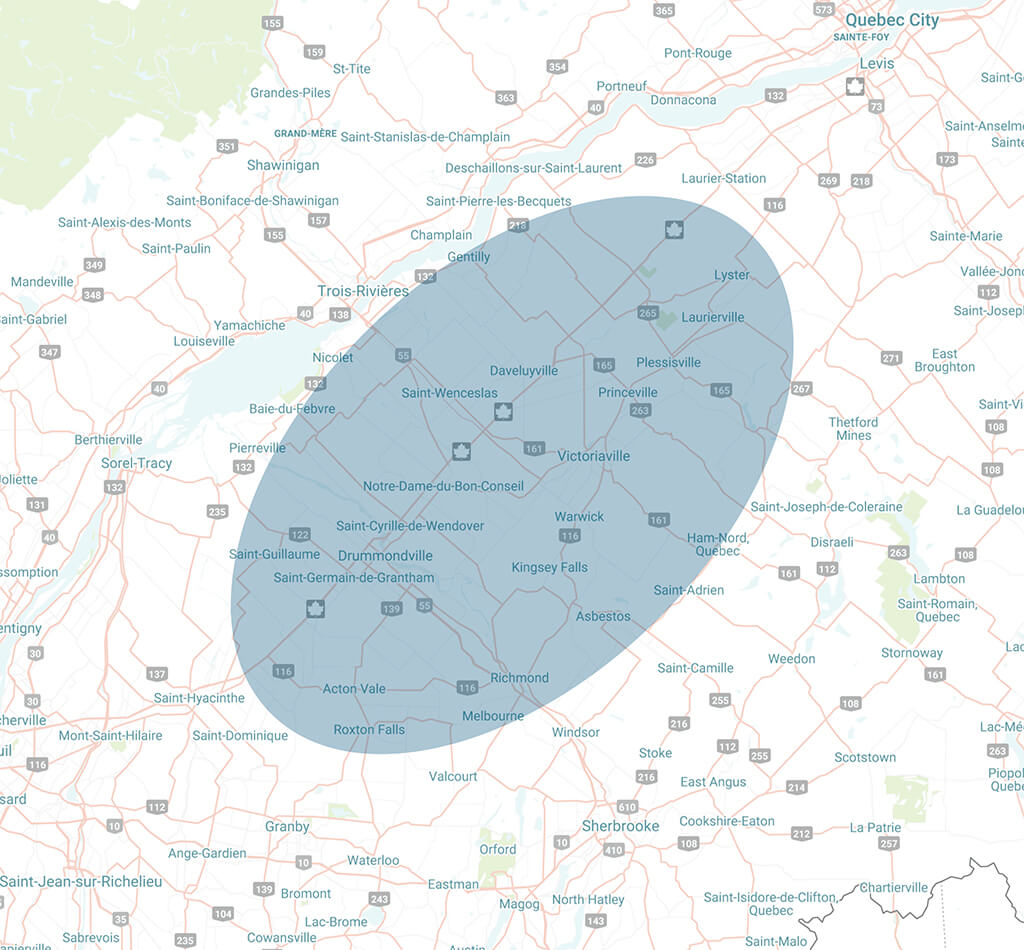 573
155
365
Quebec City
SAINTE-FOY
159
Pont-Rouge
St-Tite
354
Levis
Saint-G
Grandes-Piles
363
Portneuf
40
Donnacona
132
73
GRAND-MÈRE
Saint-Stanislas-de-Champlain
Saint-Anselm
351
Sainte
Shawinigan
Deschaillons-sur-Saint-Laurent
226
173
Laurier-Station
269
218
Saint-Boniface-de-Shawinigan
Saint-Pierre-les-Becquets
116
Saint-Alexis-des-Monts
157
218
155
Champlain
Sainte-Marie
Saint-Paulin
Gentilly
349
132
Lyster
Vallée-Jonc
Mandeville
348
Trois-Rivières
112
40
138
265
Laurierville
Saint-Joseph
aint-Gabriel
Yamachiche
Louiseville
347
Nicolet
55
165
Plessisville
271
East
Broughton
Daveluyville
132
40
Saint-Wenceslas
Princeville
165
267
Baie-du-Febvre
263
Saint-Vi
Thetford
Mines
108
Berthierville
Pierreville
161
Victoriaville
Sorel-Tracy
132
108
oliette
132
Notre-Dame-du-Bon-Conseil
131
235
Saint-Joseph-de-Coleraine
La Guadelou
Warwick
161
Saint-Cyrille-de-Wendover
40
122
116
Ham-Nord,
Quebec
Disraeli
263
108
Saint-Guillaume
Drummondville
Kingsey Falls
ssomption
161
112
Saint-Germain-de-Grantham
Lambton
Saint-Adrien
Saint-Romain,
Quebec
139
55
Asbestos
entigny
30
Stornoway
Lac
Weedon
116
137
Saint-Camille
Richmond
161
116
Acton Vale
30
Saint-Hyacinthe
255
108
Melbourne
cherville
216
Roxton Falls
Lac-Mé
Mont-Saint-Hilaire
Saint-Dominique
Windsor
uil
112
263
116
Stoke
255
Scotstown
Valcourt
216
Piopol
Quebe
East Angus
214
sard
112
610
10
Granby
Sherbrooke
Cookshire-Eaton
La Patrie
212
10
108
257
Orford
410
Ange-Gardien
Waterloo
10
Saint-Jean-sur-Richelieu
Eastman
139
Bromont
Chartierville
243
Magog
North Hatley
Saint-Isidore-de-Clifton,
Quebec
104
35
Lac-Brome
143
Sabrevois
235
Cowansville
Saint-Malo
Austin
anierville